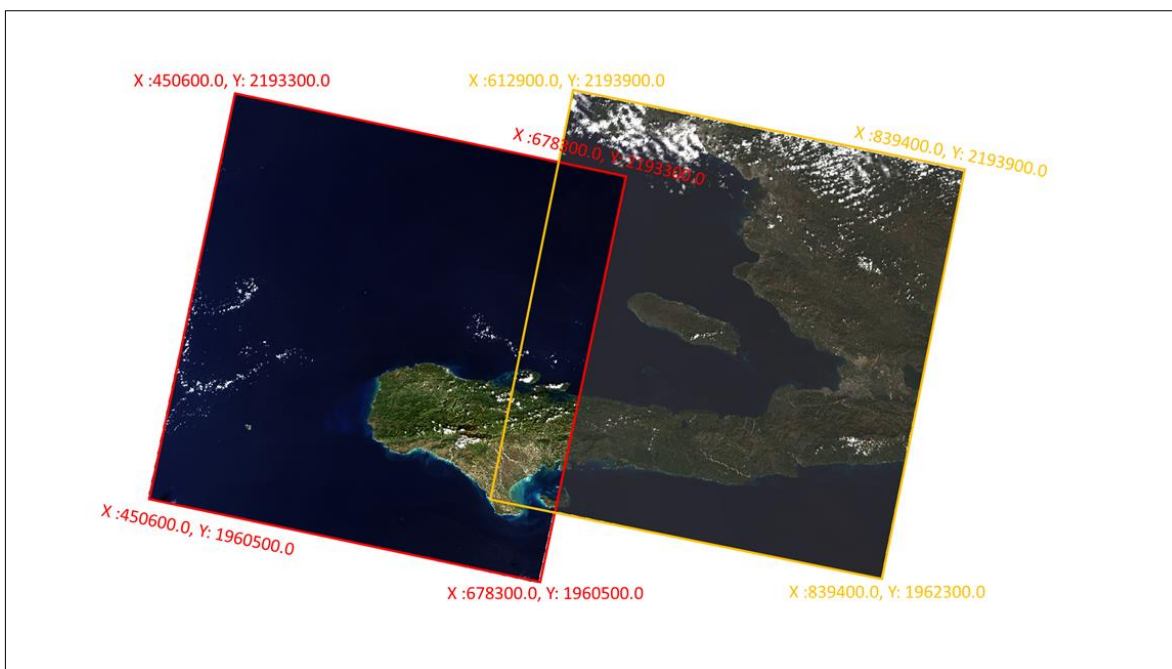 X :450600.0, Y: 2193300.0
X :612900.0, Y: 2193900.0
X :678300.0, Y: 2193300.0
X :839400.0, Y: 2193900.0
X :450600.0, Y: 1960500.0
X :678300.0, Y: 1960500.0
X :839400.0, Y: 1962300.0